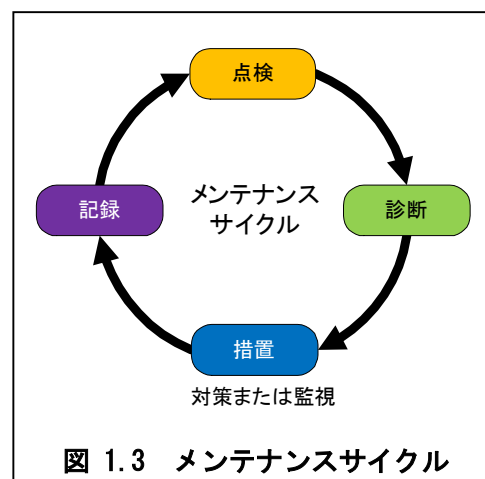 点検
記録
メンテナンス
サイクル
診断
措置
対策または監視
図 1.3 メンテナンスサイクル